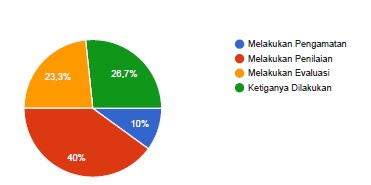 Melakukan Pengamatan
Melakukan Penilaian
Melakukan Evaluasi
Ketiganya Dilakukan
23,3%
26,7%
10%
40%